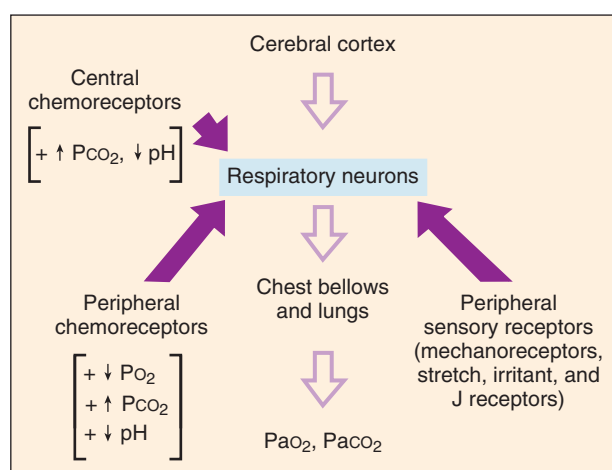 Cerebral cortex
Central
chemoreceptors
+ ↑ PCO₂, ↓ pH
Respiratory neurons
Chest bellows
and lungs
Peripheral
chemoreceptors
+ ↓ PO₂
+ ↑ PCO₂
+ ↓ pH
Peripheral
sensory receptors
(mechanoreceptors,
stretch, irritant, and
J receptors)
PaO₂, PaCO₂